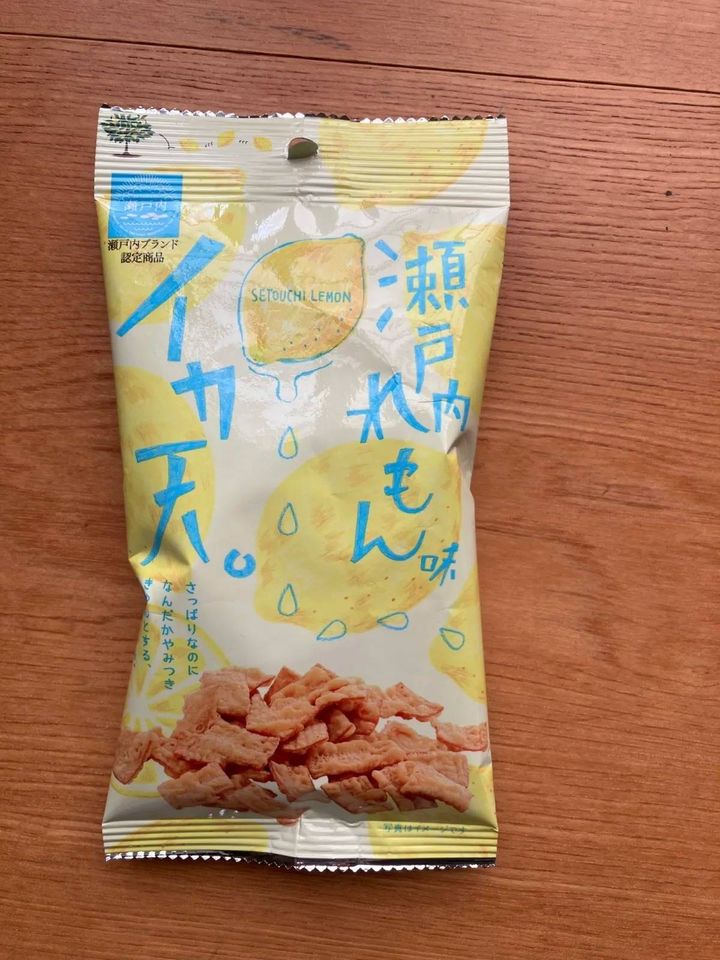 瀬戸内
瀬戸内ブランド
認定商品
SETOUCHI LEMON
瀬戸内
れもん味
イカ天。
さっぱりなのに
なんだかやみつき
写真はイメージです